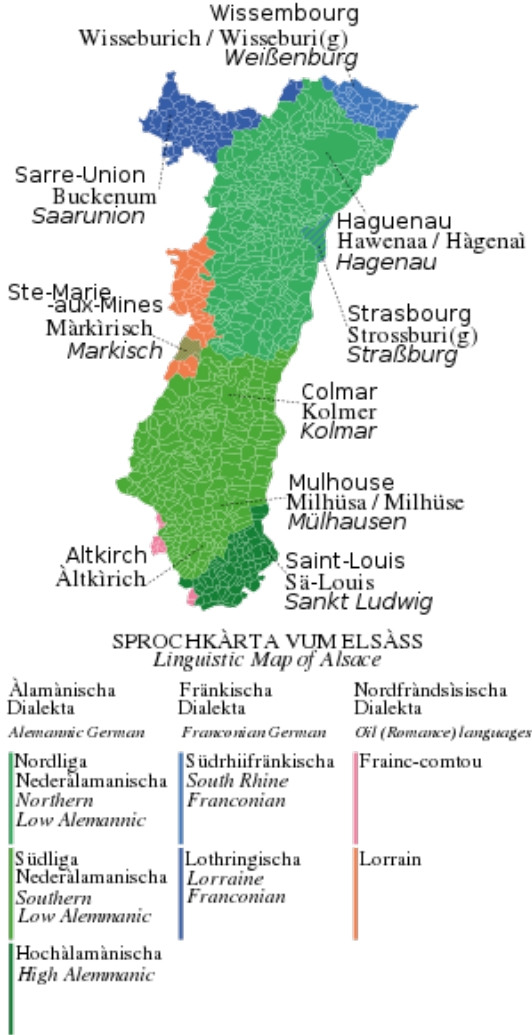 Wissembourg
Wisseburich / Wisseburi(g)
Weißenburg
Sarre-Union
Buckenum
Saarunion
Haguenau
Hawenaa / Hàgenaì
Hagenau
Ste-Marie
-aux-Mines
Màrkìrisch
Markisch
Strasbourg
Strossburi(g)
Straßburg
Colmar
Kolmer
Kolmar
Mulhouse
Milhüsa / Milhüse
Mülhausen
Altkirch
Àltkìrich
Saint-Louis
Sä-Louis
Sankt Ludwig
SPROCHKÀRTA VUM ELSÀSS
Linguistic Map of Alsace
Àlamànischa
Dialekta
Alemannic German
Nordliga
Nederàlamanischa
Northern
Low Alemannic
Südliga
Nederàlamanischa
Southern
Low Alemmanic
Hochàlamànischa
High Alemmanic
Fränkischa
Dialekta
Franconian German
Südrhiifränkischa
South Rhine
Franconian
Lothringischa
Lorraine
Franconian
Nordfràndsìsischa
Dialekta
Oïl (Romance) languages
Frainc-comtou
Lorrain